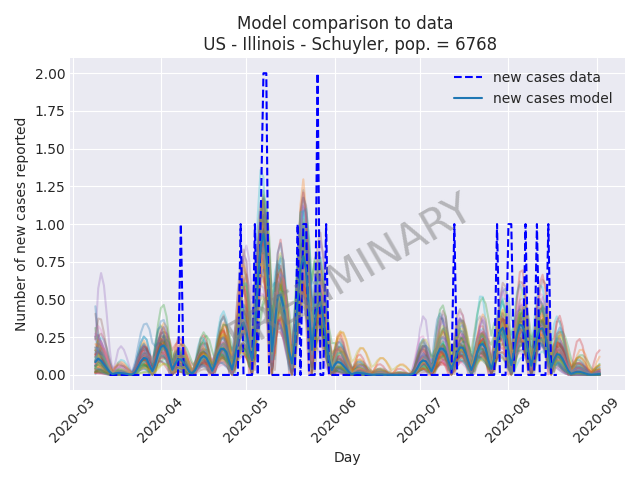 Model comparison to data
US - Illinois - Schuyler, pop. = 6768
new cases data
new cases model
Number of new cases reported
2.00
1.75
1.50
1.25
1.00
0.75
0.50
0.25
0.00
PRELIMINARY
2020-03
2020-04
2020-05
2020-06
2020-07
2020-08
2020-09
Day